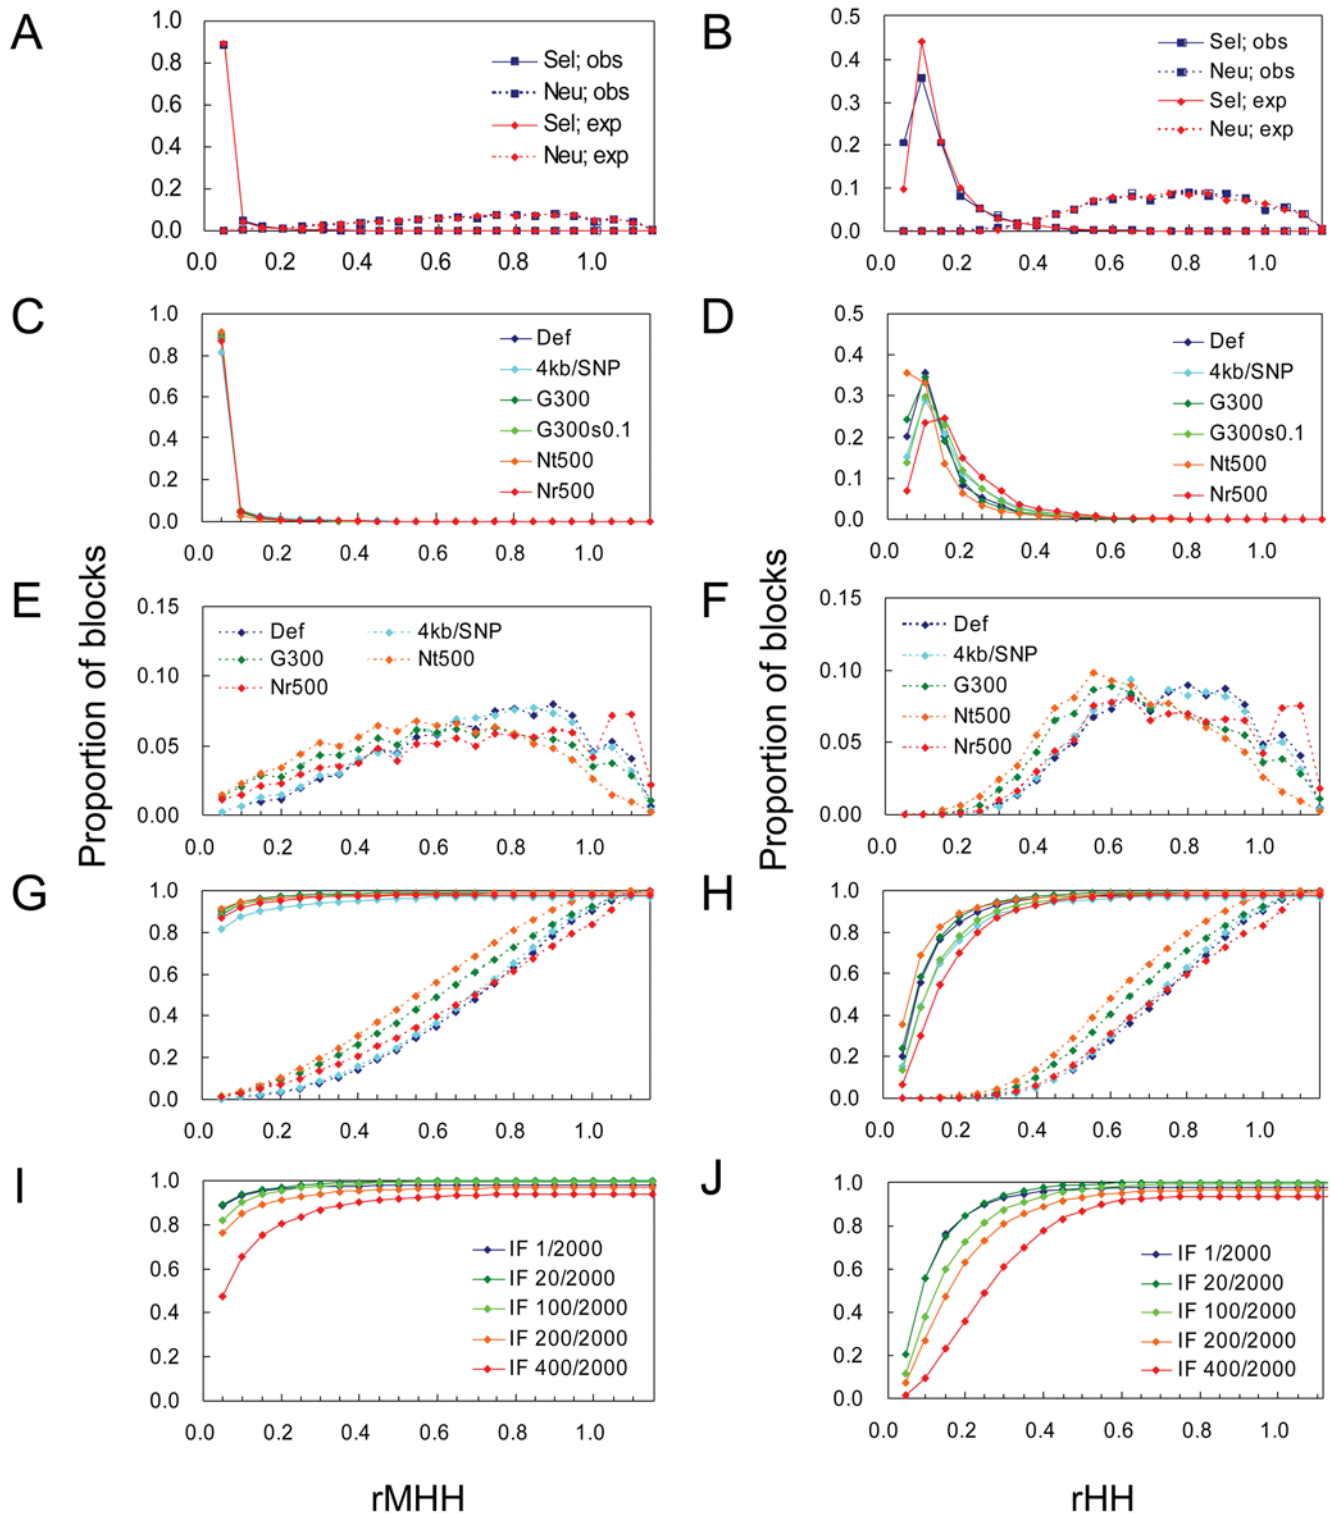 A
1.0
0.8
0.6
0.4
0.2
0.0
Sel; obs
Neu; obs
Sel; exp
Neu; exp
0.0 0.2 0.4 0.6 0.8 1.0
B
0.5
0.4
0.3
0.2
0.1
0.0
Sel; obs
Neu; obs
Sel; exp
Neu; exp
0.0 0.2 0.4 0.6 0.8 1.0
C
1.0
0.8
0.6
0.4
0.2
0.0
Def
4kb/SNP
G300
G300s0.1
Nt500
Nr500
0.0 0.2 0.4 0.6 0.8 1.0
D
0.5
0.4
0.3
0.2
0.1
0.0
Def
4kb/SNP
G300
G300s0.1
Nt500
Nr500
0.0 0.2 0.4 0.6 0.8 1.0
Proportion of blocks
Proportion of blocks
E
0.15
0.10
0.05
0.00
Def 4kb/SNP
G300 Nt500
Nr500
0.0 0.2 0.4 0.6 0.8 1.0
F
0.15
0.10
0.05
0.00
Def
4kb/SNP
G300
Nt500
Nr500
0.0 0.2 0.4 0.6 0.8 1.0
G
1.0
0.8
0.6
0.4
0.2
0.0
0.0 0.2 0.4 0.6 0.8 1.0
H
1.0
0.8
0.6
0.4
0.2
0.0
0.0 0.2 0.4 0.6 0.8 1.0
I
1.0
0.8
0.6
0.4
0.2
0.0
IF 1/2000
IF 20/2000
IF 100/2000
IF 200/2000
IF 400/2000
0.0 0.2 0.4 0.6 0.8 1.0
rMHH
J
1.0
0.8
0.6
0.4
0.2
0.0
IF 1/2000
IF 20/2000
IF 100/2000
IF 200/2000
IF 400/2000
0.0 0.2 0.4 0.6 0.8 1.0
rHH